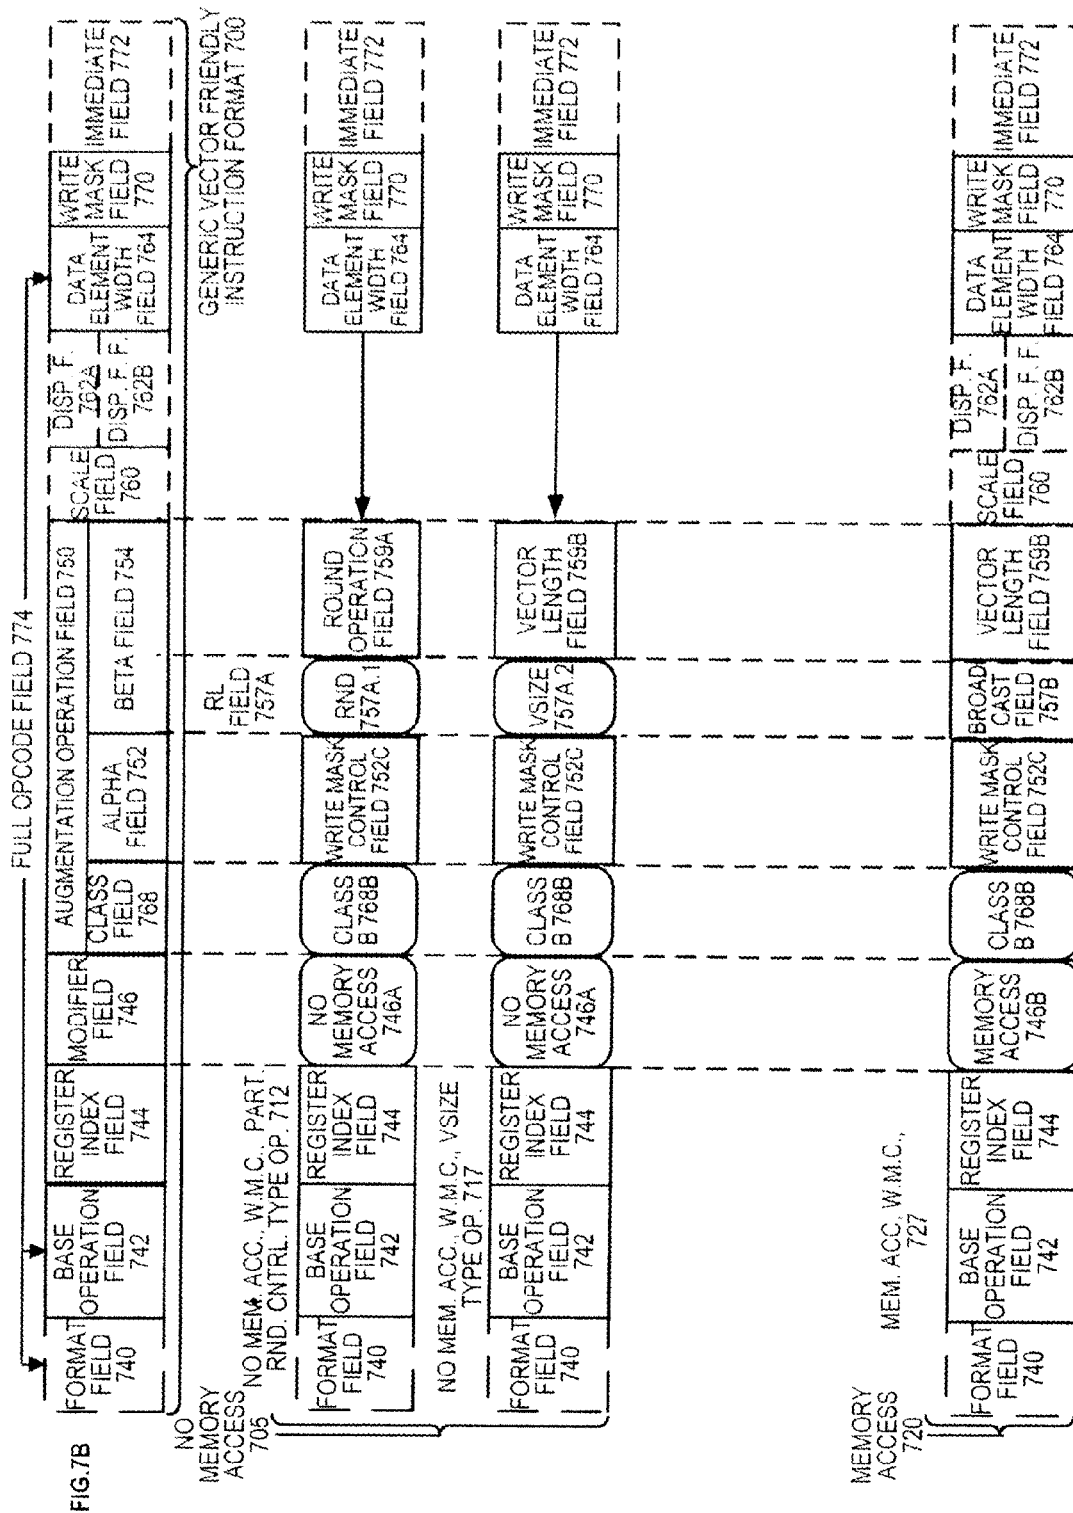 FIG.7B
FULL OPCODE FIELD 774
FORMAT
FIELD
740
BASE
OPERATION
FIELD
742
REGISTER
INDEX
FIELD
744
MODIFIER
FIELD
746
AUGMENTATION OPERATION FIELD 750
CLASS
FIELD
768
ALPHA
FIELD 752
BETA FIELD 754
SCALE
FIELD
760
DISP. F.
762A
DISP. F. F.
762B
DATA
ELEMENT
WIDTH
FIELD 764
WRITE
MASK
FIELD
770
IMMEDIATE
FIELD 772
GENERIC VECTOR FRIENDLY
INSTRUCTION FORMAT 700
NO
MEMORY
ACCESS
705
NO MEM. ACC., W.M.C., PART.
RND. CNTRL. TYPE OP. 712
RL
FIELD
757A
FORMAT
FIELD
740
BASE
OPERATION
FIELD
742
REGISTER
INDEX
FIELD
744
NO
MEMORY
ACCESS
746A
CLASS
B 768B
WRITE MASK
CONTROL
FIELD 752C
RND
757A.1
ROUND
OPERATION
FIELD 759A
DATA
ELEMENT
WIDTH
FIELD 764
WRITE
MASK
FIELD
770
IMMEDIATE
FIELD 772
NO MEM. ACC., W.M.C., VSIZE
TYPE OP. 717
FORMAT
FIELD
740
BASE
OPERATION
FIELD
742
REGISTER
INDEX
FIELD
744
NO
MEMORY
ACCESS
746A
CLASS
B 768B
WRITE MASK
CONTROL
FIELD 752C
VSIZE
757A.2
VECTOR
LENGTH
FIELD 759B
DATA
ELEMENT
WIDTH
FIELD 764
WRITE
MASK
FIELD
770
IMMEDIATE
FIELD 772
MEMORY
ACCESS
720
MEM. ACC., W.M.C.,
727
FORMAT
FIELD
740
BASE
OPERATION
FIELD
742
REGISTER
INDEX
FIELD
744
MEMORY
ACCESS
746B
CLASS
B 768B
WRITE MASK
CONTROL
FIELD 752C
BROAD
CAST
FIELD
757B
VECTOR
LENGTH
FIELD 759B
SCALE
FIELD
760
DISP. F.
762A
DISP. F. F.
762B
DATA
ELEMENT
WIDTH
FIELD 764
WRITE
MASK
FIELD
770
IMMEDIATE
FIELD 772